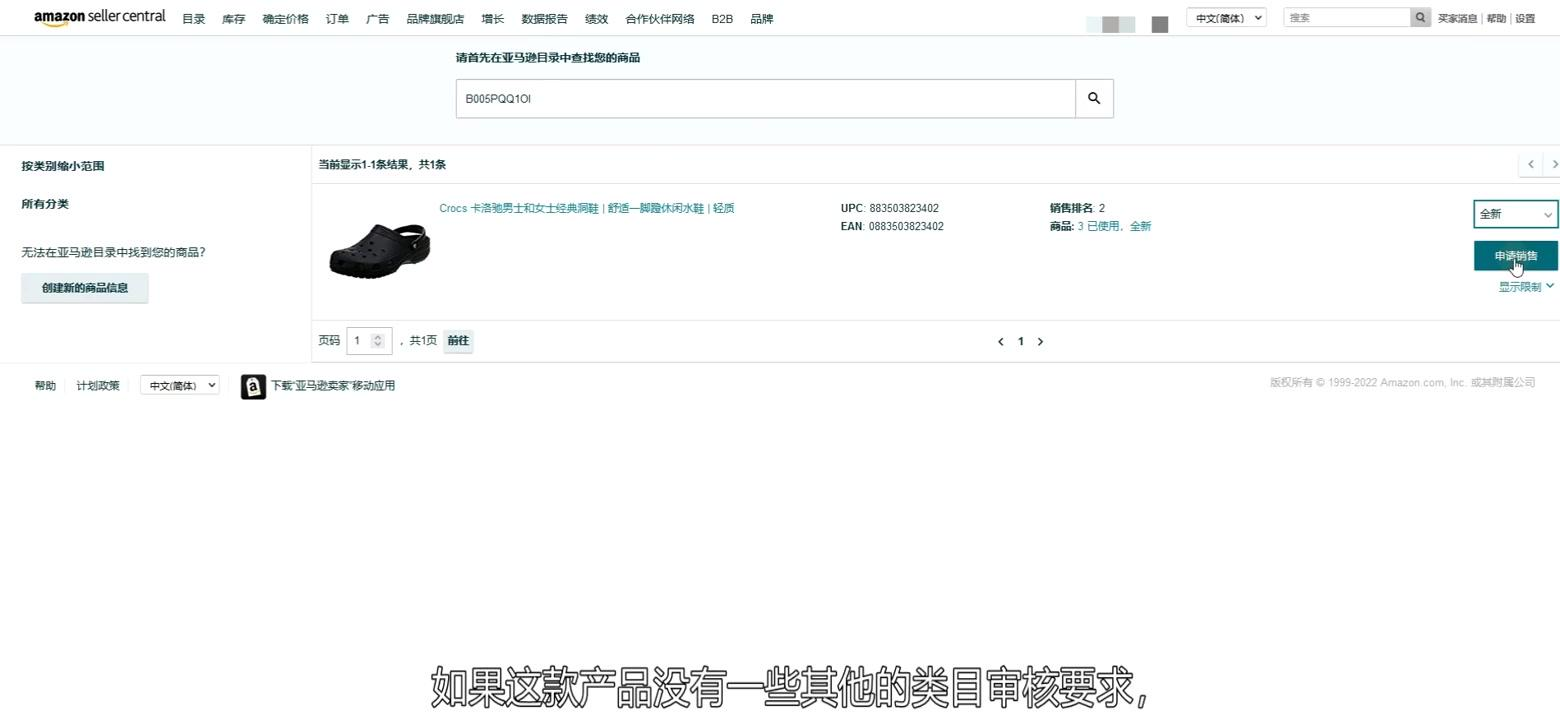 amazon seller central 目录 库存 确定价格 订单 广告 品牌旗舰店 增长 数据报告 绩效 合作伙伴网络 B2B 品牌 中文(简体) 搜索 买家消息 | 帮助 | 设置
请首先在亚马逊目录中查找您的商品
B005PQQ1OI
按类别缩小范围
所有分类
无法在亚马逊目录中找到您的商品?
创建新的商品信息
当前显示1-1条结果，共1条
Crocs 卡洛驰男士和女士经典洞鞋 | 舒适一脚蹬休闲水鞋 | 轻质
UPC: 883503823402
EAN: 0883503823402
销售排名: 2
商品: 3 已使用，全新
全新
申请销售
显示限制
页码 1 ，共1页 前往
1
帮助 计划政策 中文(简体) 下载“亚马逊卖家”移动应用
版权所有 © 1999-2022 Amazon.com, Inc. 或其附属公司
如果这款产品没有一些其他的类目审核要求，